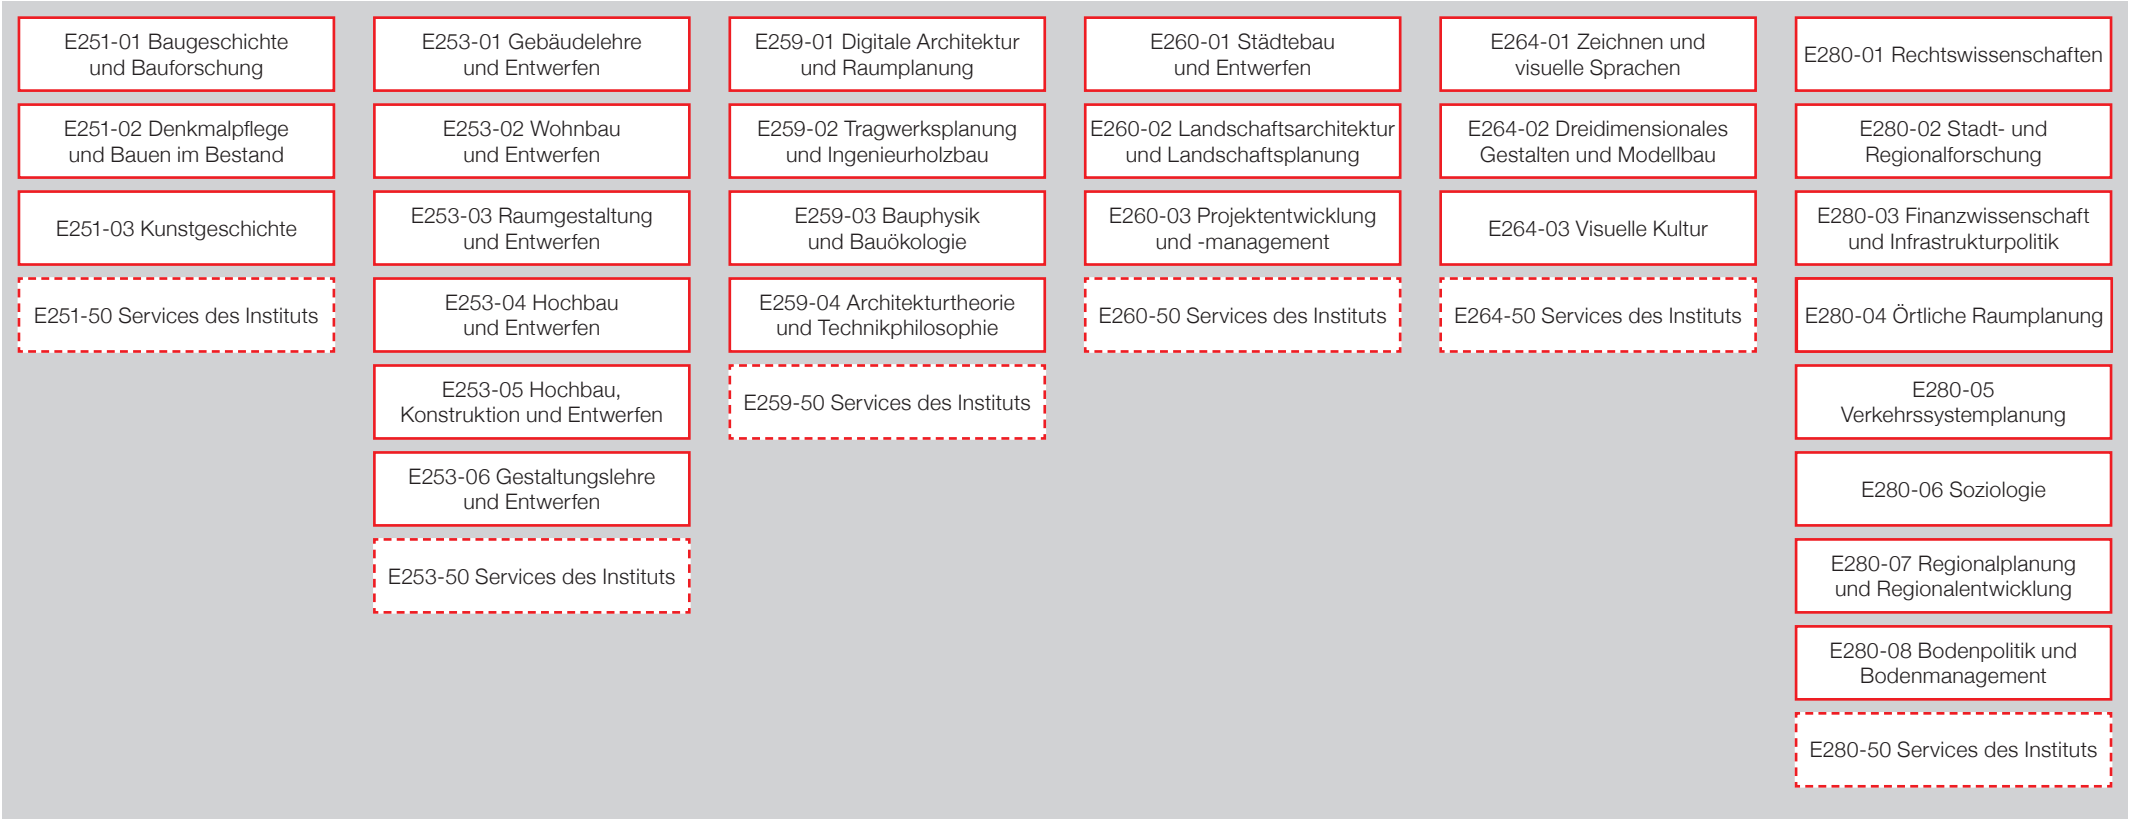 E251-01 Baugeschichte
und Bauforschung
E251-02 Denkmalpflege
und Bauen im Bestand
E251-03 Kunstgeschichte
E251-50 Services des Instituts
E253-01 Gebäudelehre
und Entwerfen
E253-02 Wohnbau
und Entwerfen
E253-03 Raumgestaltung
und Entwerfen
E253-04 Hochbau
und Entwerfen
E253-05 Hochbau,
Konstruktion und Entwerfen
E253-06 Gestaltungslehre
und Entwerfen
E253-50 Services des Instituts
E259-01 Digitale Architektur
und Raumplanung
E259-02 Tragwerksplanung
und Ingenieurholzbau
E259-03 Bauphysik
und Bauökologie
E259-04 Architekturtheorie
und Technikphilosophie
E259-50 Services des Instituts
E260-01 Städtebau
und Entwerfen
E260-02 Landschaftsarchitektur
und Landschaftsplanung
E260-03 Projektentwicklung
und -management
E260-50 Services des Instituts
E264-01 Zeichnen und
visuelle Sprachen
E264-02 Dreidimensionales
Gestalten und Modellbau
E264-03 Visuelle Kultur
E264-50 Services des Instituts
E280-01 Rechtswissenschaften
E280-02 Stadt- und
Regionalforschung
E280-03 Finanzwissenschaft
und Infrastrukturpolitik
E280-04 Örtliche Raumplanung
E280-05
Verkehrssystemplanung
E280-06 Soziologie
E280-07 Regionalplanung
und Regionalentwicklung
E280-08 Bodenpolitik und
Bodenmanagement
E280-50 Services des Instituts